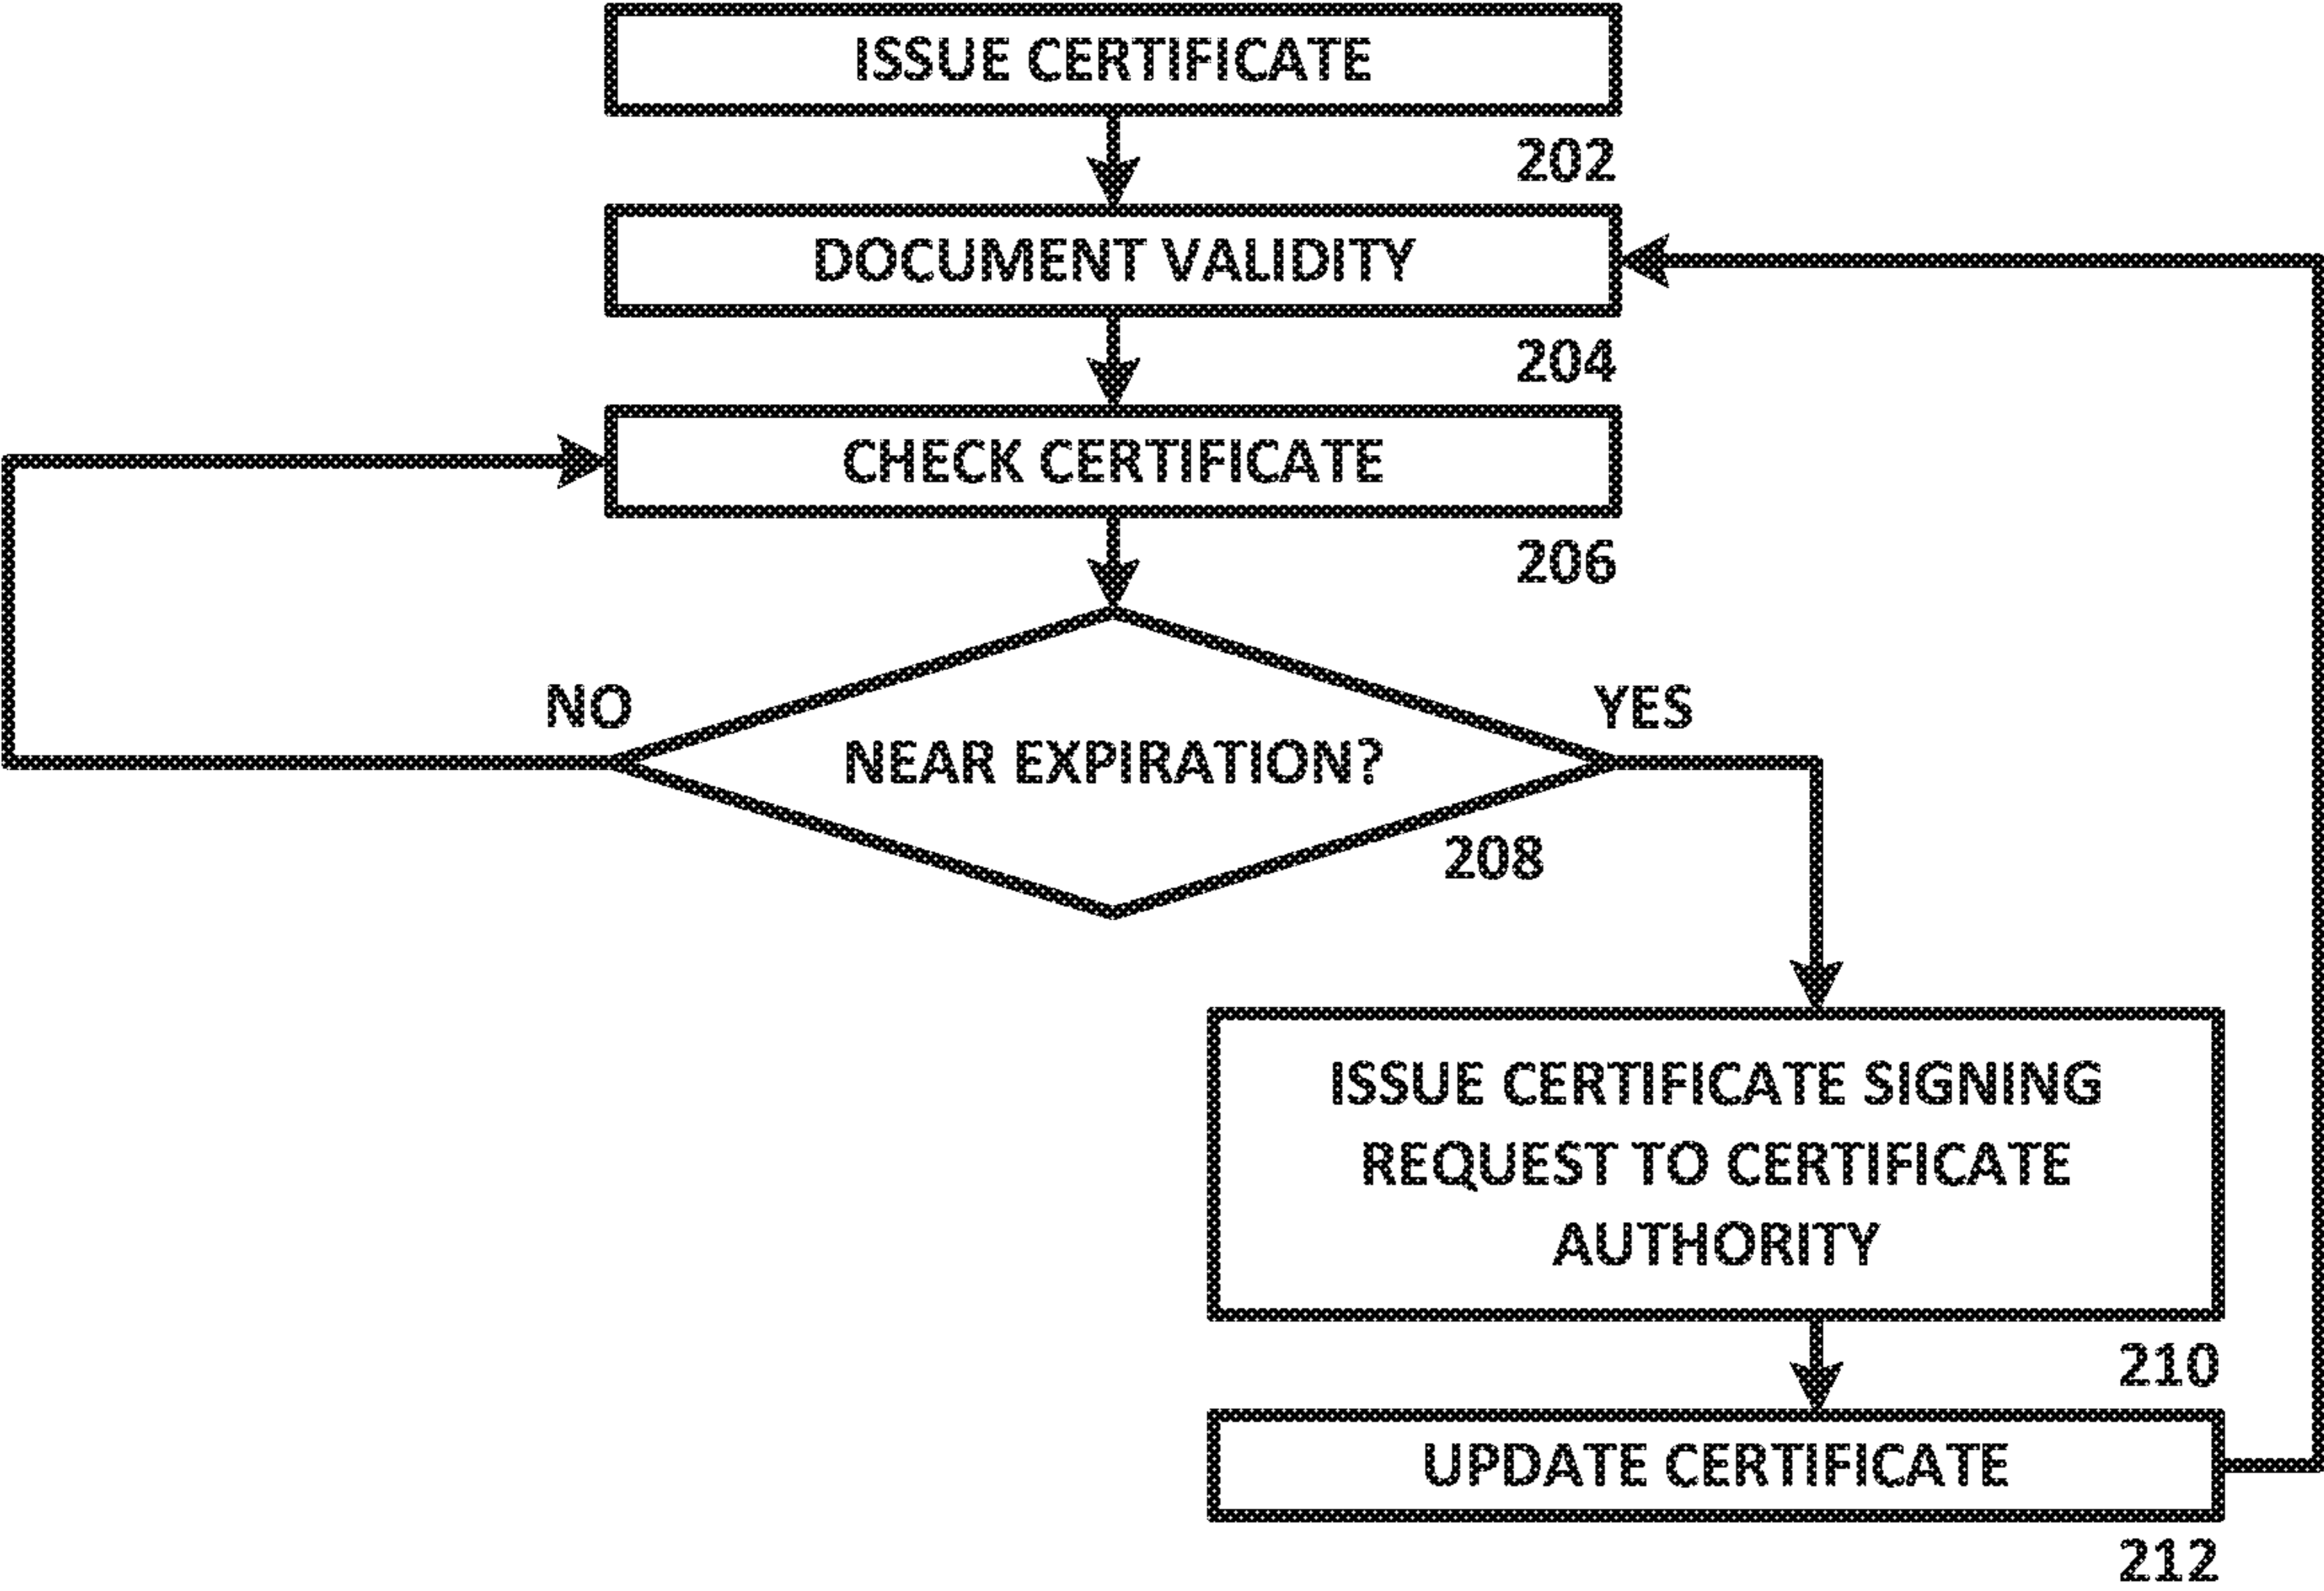 ISSUE CERTIFICATE
202
DOCUMENT VALIDITY
204
CHECK CERTIFICATE
206
NO
YES
NEAR EXPIRATION?
208
ISSUE CERTIFICATE SIGNING
REQUEST TO CERTIFICATE
AUTHORITY
210
UPDATE CERTIFICATE
212